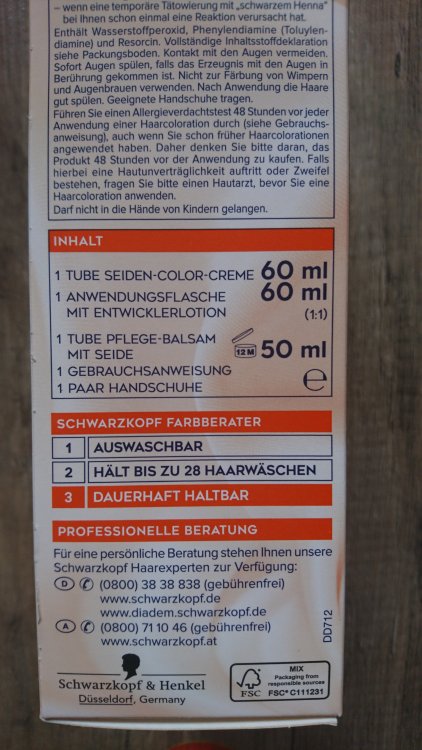 – wenn eine temporäre Tätowierung mit „schwarzem Henna“
bei Ihnen schon einmal eine Reaktion verursacht hat.
Enthält Wasserstoffperoxid, Phenylendiamine (Toluylen-
diamine) und Resorcin. Vollständige Inhaltsstoffdeklaration
siehe Packungsboden. Kontakt mit den Augen vermeiden.
Sofort Augen spülen, falls das Erzeugnis mit den Augen in
Berührung gekommen ist. Nicht zur Färbung von Wimpern
und Augenbrauen verwenden. Nach Anwendung die Haare
gut spülen. Geeignete Handschuhe tragen.
Führen Sie einen Allergieverdachtstest 48 Stunden vor jeder
Anwendung einer Haarcoloration durch (siehe Gebrauchs-
anweisung), auch wenn Sie schon früher Haarcolorationen
angewendet haben. Daher denken Sie bitte daran, das
Produkt 48 Stunden vor der Anwendung zu kaufen. Falls
hierbei eine Hautunverträglichkeit auftritt oder Zweifel
bestehen, fragen Sie bitte einen Hautarzt, bevor Sie eine
Haarcoloration anwenden.
Darf nicht in die Hände von Kindern gelangen.
INHALT
1 TUBE SEIDEN-COLOR-CREME 60 ml
1 ANWENDUNGSFLASCHE 60 ml
MIT ENTWICKLERLOTION (1:1)
1 TUBE PFLEGE-BALSAM
MIT SEIDE 12 M 50 ml
1 GEBRAUCHSANWEISUNG
1 PAAR HANDSCHUHE ℮
SCHWARZKOPF FARBBERATER
1 AUSWASCHBAR
2 HÄLT BIS ZU 28 HAARWÄSCHEN
3 DAUERHAFT HALTBAR
PROFESSIONELLE BERATUNG
Für eine persönliche Beratung stehen Ihnen unsere
Schwarzkopf Haarexperten zur Verfügung:
D ✆ (0800) 38 38 838 (gebührenfrei)
www.schwarzkopf.de
www.diadem.schwarzkopf.de
A ✆ (0800) 71 10 46 (gebührenfrei)
www.schwarzkopf.at
DD712
Schwarzkopf & Henkel
Düsseldorf, Germany
FSC
MIX
Packaging from
responsible sources
FSC® C111231